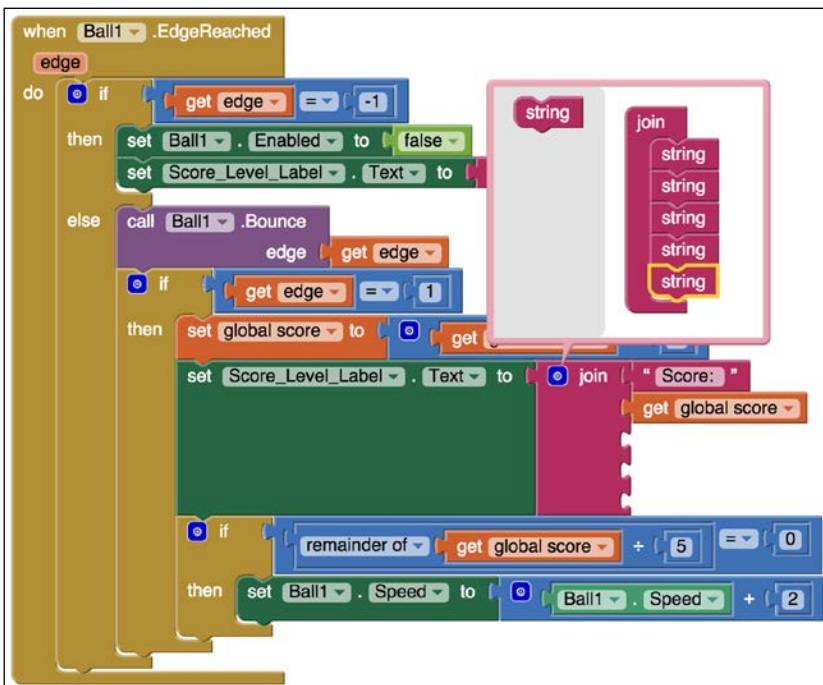 when Ball1 .EdgeReached
edge
do if get edge = -1
then set Ball1 . Enabled to false
set Score_Level_Label . Text to
else call Ball1 .Bounce
edge get edge
if get edge = 1
then set global score to get
set Score_Level_Label . Text to join " Score: "
get global score
if remainder of get global score ÷ 5 = 0
then set Ball1 . Speed to Ball1 . Speed + 2
string
join
string
string
string
string
string